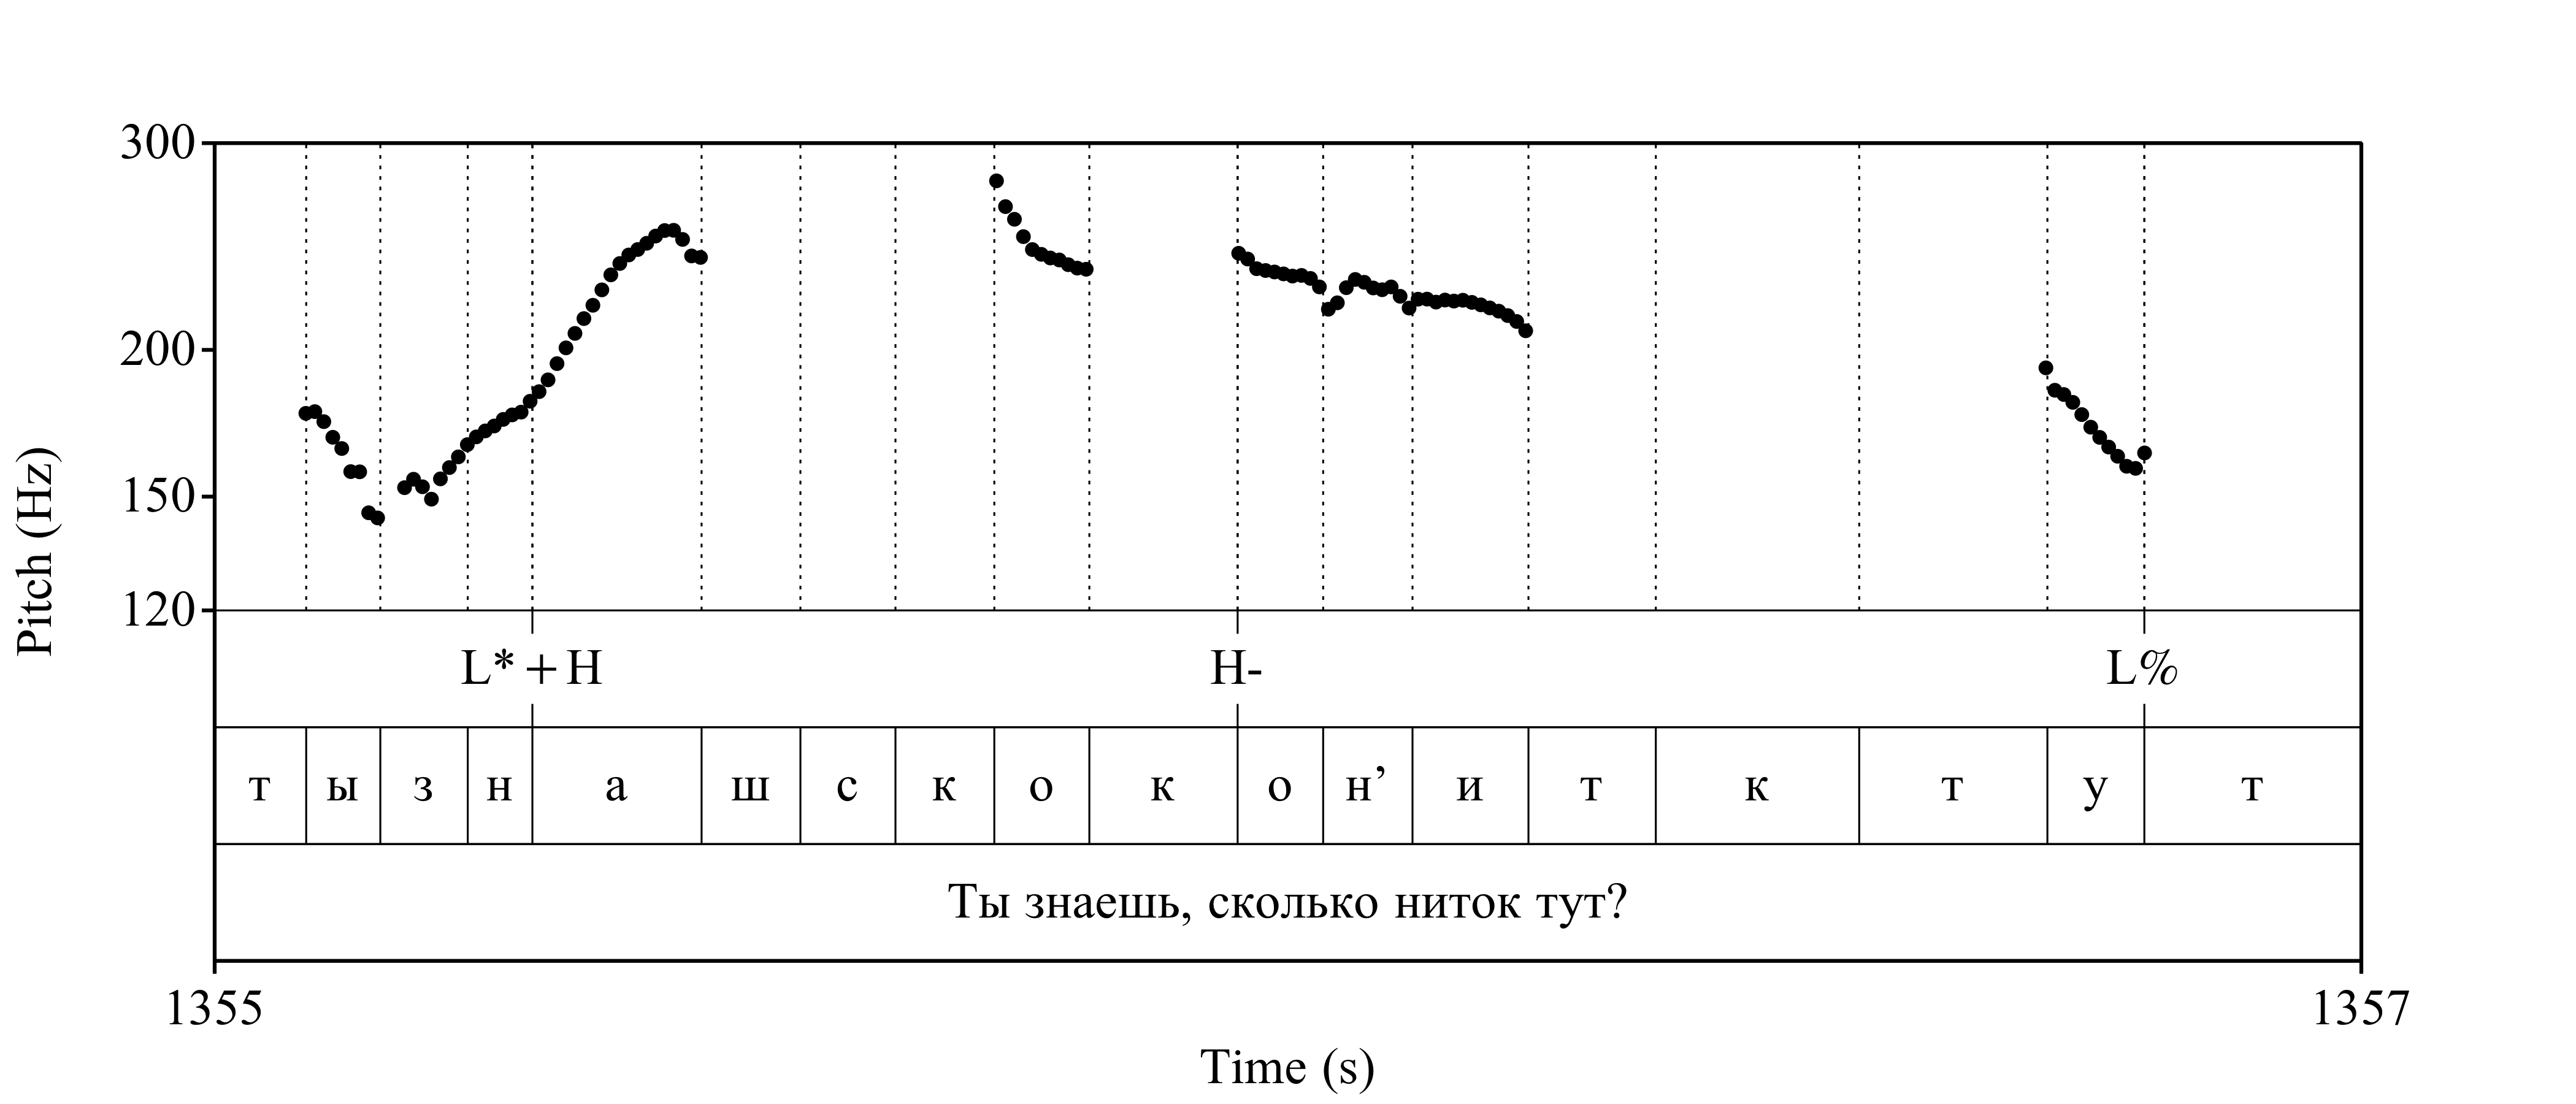 300
200
150
120
Pitch (Hz)
L*+H H- L%
т ы з н а ш с к о к о н’ и т к т у т
Ты знаешь, сколько ниток тут?
1355 1357
Time (s)